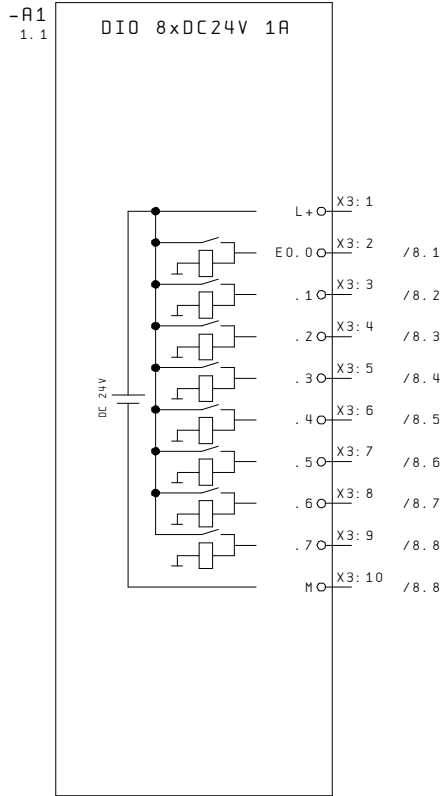 -A1
1.1
DIO 8xDC24V 1A
L+ X3:1
E0.0 X3:2 /8.1
.1 X3:3 /8.2
.2 X3:4 /8.3
.3 X3:5 /8.4
DC 24V
.4 X3:6 /8.5
.5 X3:7 /8.6
.6 X3:8 /8.7
.7 X3:9 /8.8
M X3:10 /8.8